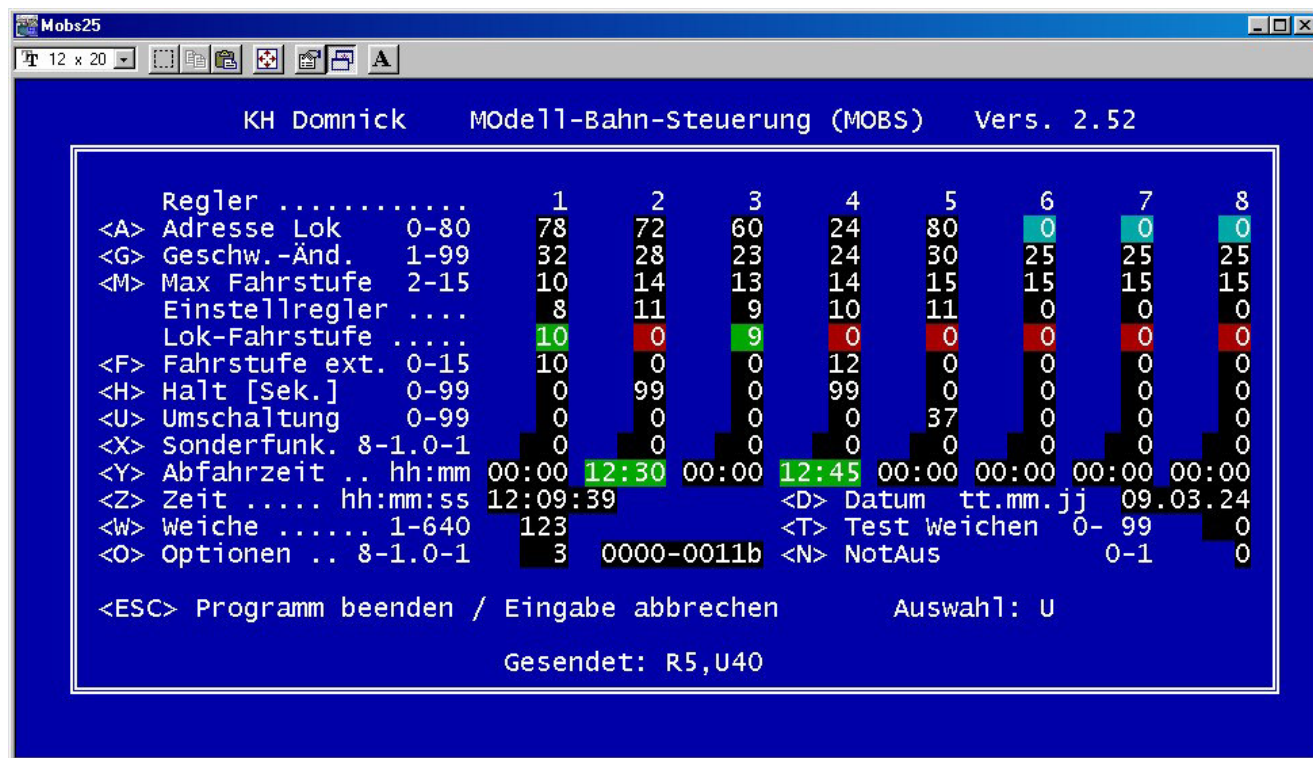 Mobs25
12 x 20
A
KH Domnick MOdell-Bahn-Steuerung (MOBS) Vers. 2.52
Regler ............ 1 2 3 4 5 6 7 8
<A> Adresse Lok 0-80 78 72 60 24 80 0 0 0
<G> Geschw.-Änd. 1-99 32 28 23 24 30 25 25 25
<M> Max Fahrstufe 2-15 10 14 13 14 15 15 15 15
Einstellregler .... 8 11 9 10 11 0 0 0
Lok-Fahrstufe ..... 10 0 9 0 0 0 0 0
<F> Fahrstufe ext. 0-15 10 0 0 12 0 0 0 0
<H> Halt [Sek.] 0-99 0 99 0 99 0 0 0 0
<U> Umschaltung 0-99 0 0 0 0 37 0 0 0
<X> Sonderfunk. 8-1.0-1 0 0 0 0 0 0 0 0
<Y> Abfahrzeit .. hh:mm 00:00 12:30 00:00 12:45 00:00 00:00 00:00 00:00
<Z> Zeit ..... hh:mm:ss 12:09:39 <D> Datum tt.mm.jj 09.03.24
<W> Weiche ...... 1-640 123 <T> Test Weichen 0- 99 0
<O> Optionen .. 8-1.0-1 3 0000-0011b <N> NotAus 0-1 0
<ESC> Programm beenden / Eingabe abbrechen Auswahl: U
Gesendet: R5,U40